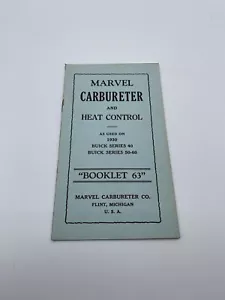 MARVEL
CARBURETER
AND
HEAT CONTROL
AS USED ON
1930
BUICK SERIES 40
BUICK SERIES 50-60
"BOOKLET 63"
MARVEL CARBURETER CO.
FLINT, MICHIGAN
U. S. A.